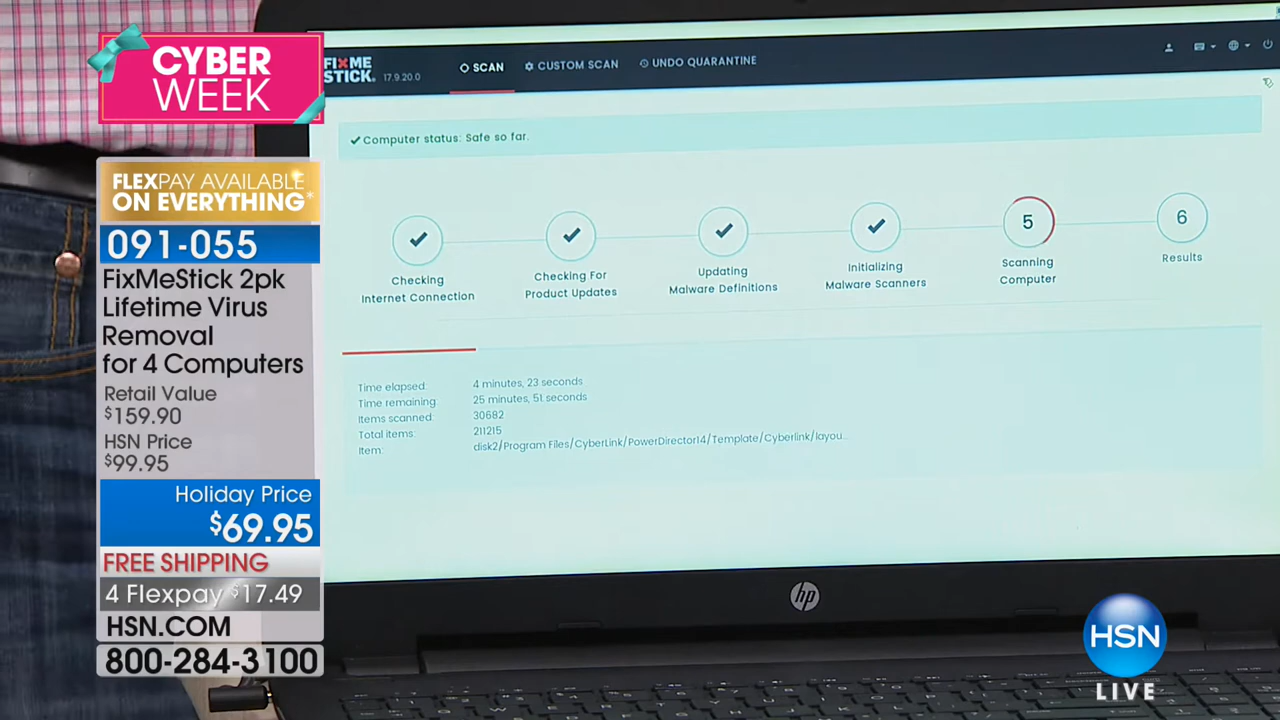 CYBER
WEEK
FLEXPAY AVAILABLE
ON EVERYTHING*
091-055
FixMeStick 2pk
Lifetime Virus
Removal
for 4 Computers
Retail Value
$159.90
HSN Price
$99.95
Holiday Price
$69.95
FREE SHIPPING
4 Flexpay $17.49
HSN.COM
800-284-3100
FIXME
STICK. 17.9.20.0
SCAN
CUSTOM SCAN
UNDO QUARANTINE
Computer status: Safe so far.
5
6
Checking
Internet Connection
Checking For
Product Updates
Updating
Malware Definitions
Initializing
Malware Scanners
Scanning
Computer
Results
Time elapsed: 4 minutes, 23 seconds
Time remaining: 25 minutes, 51 seconds
Items scanned: 30682
Total items: 211215
Item: disk2/Program Files/CyberLink/PowerDirector14/Template/Cyberlink/layou...
hp
HSN
LIVE